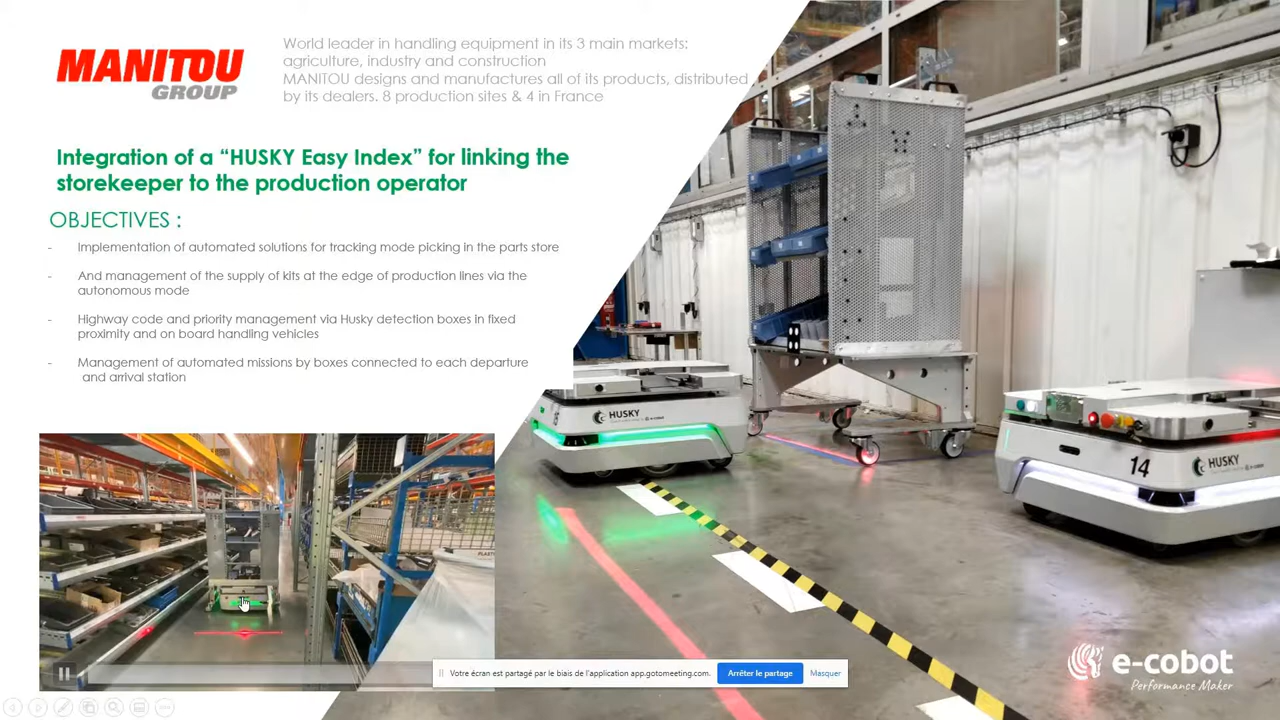 MANITOU
GROUP
World leader in handling equipment in its 3 main markets:
agriculture, industry and construction
MANITOU designs and manufactures all of its products, distributed
by its dealers. 8 production sites & 4 in France
Integration of a “HUSKY Easy Index” for linking the
storekeeper to the production operator
OBJECTIVES :
- Implementation of automated solutions for tracking mode picking in the parts store
- And management of the supply of kits at the edge of production lines via the
autonomous mode
- Highway code and priority management via Husky detection boxes in fixed
proximity and on board handling vehicles
- Management of automated missions by boxes connected to each departure
and arrival station
HUSKY
14
HUSKY
Votre écran est partagé par le biais de l'application app.gotomeeting.com.
Arrêter le partage
Masquer
e-cobot
Performance Maker